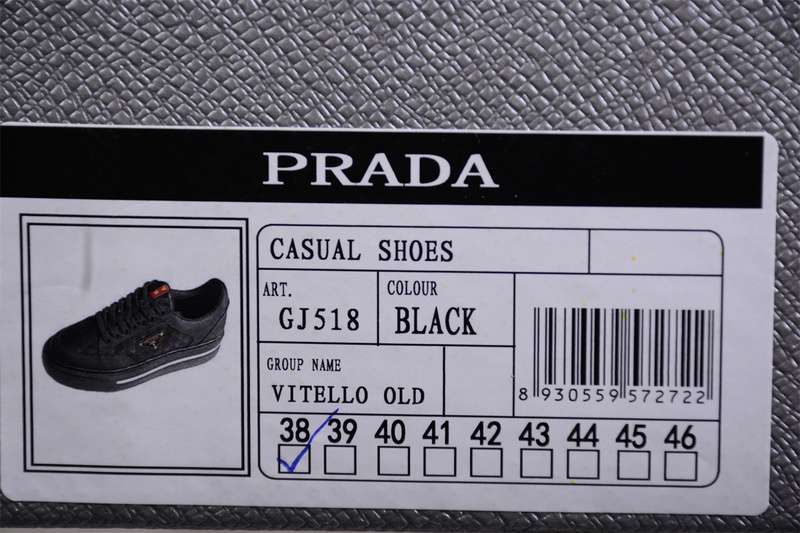 PRADA
CASUAL SHOES
ART.
GJ518
COLOUR
BLACK
GROUP NAME
VITELLO OLD
8 930559 572722
38 39 40 41 42 43 44 45 46